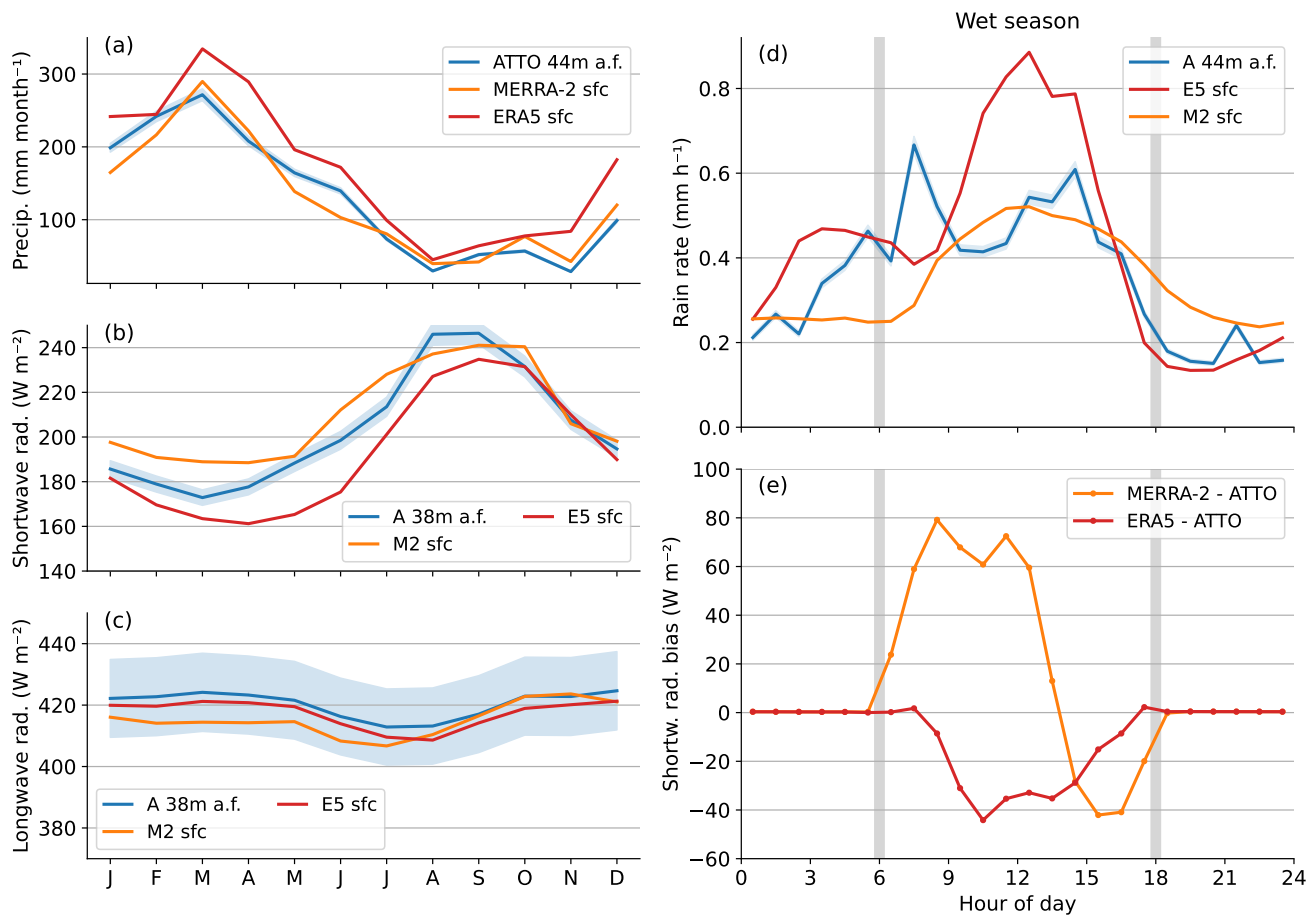 (a)
Precip. (mm month⁻¹)
300
200
100
ATTO 44m a.f.
MERRA-2 sfc
ERA5 sfc
(b)
Shortwave rad. (W m⁻²)
240
220
200
180
160
140
A 38m a.f.
M2 sfc
E5 sfc
(c)
Longwave rad. (W m⁻²)
440
420
400
380
A 38m a.f.
M2 sfc
E5 sfc
J F M A M J J A S O N D
Wet season
(d)
Rain rate (mm h⁻¹)
0.8
0.6
0.4
0.2
0.0
A 44m a.f.
E5 sfc
M2 sfc
(e)
Shortw. rad. bias (W m⁻²)
100
80
60
40
20
0
−20
−40
−60
MERRA-2 - ATTO
ERA5 - ATTO
0 3 6 9 12 15 18 21 24
Hour of day